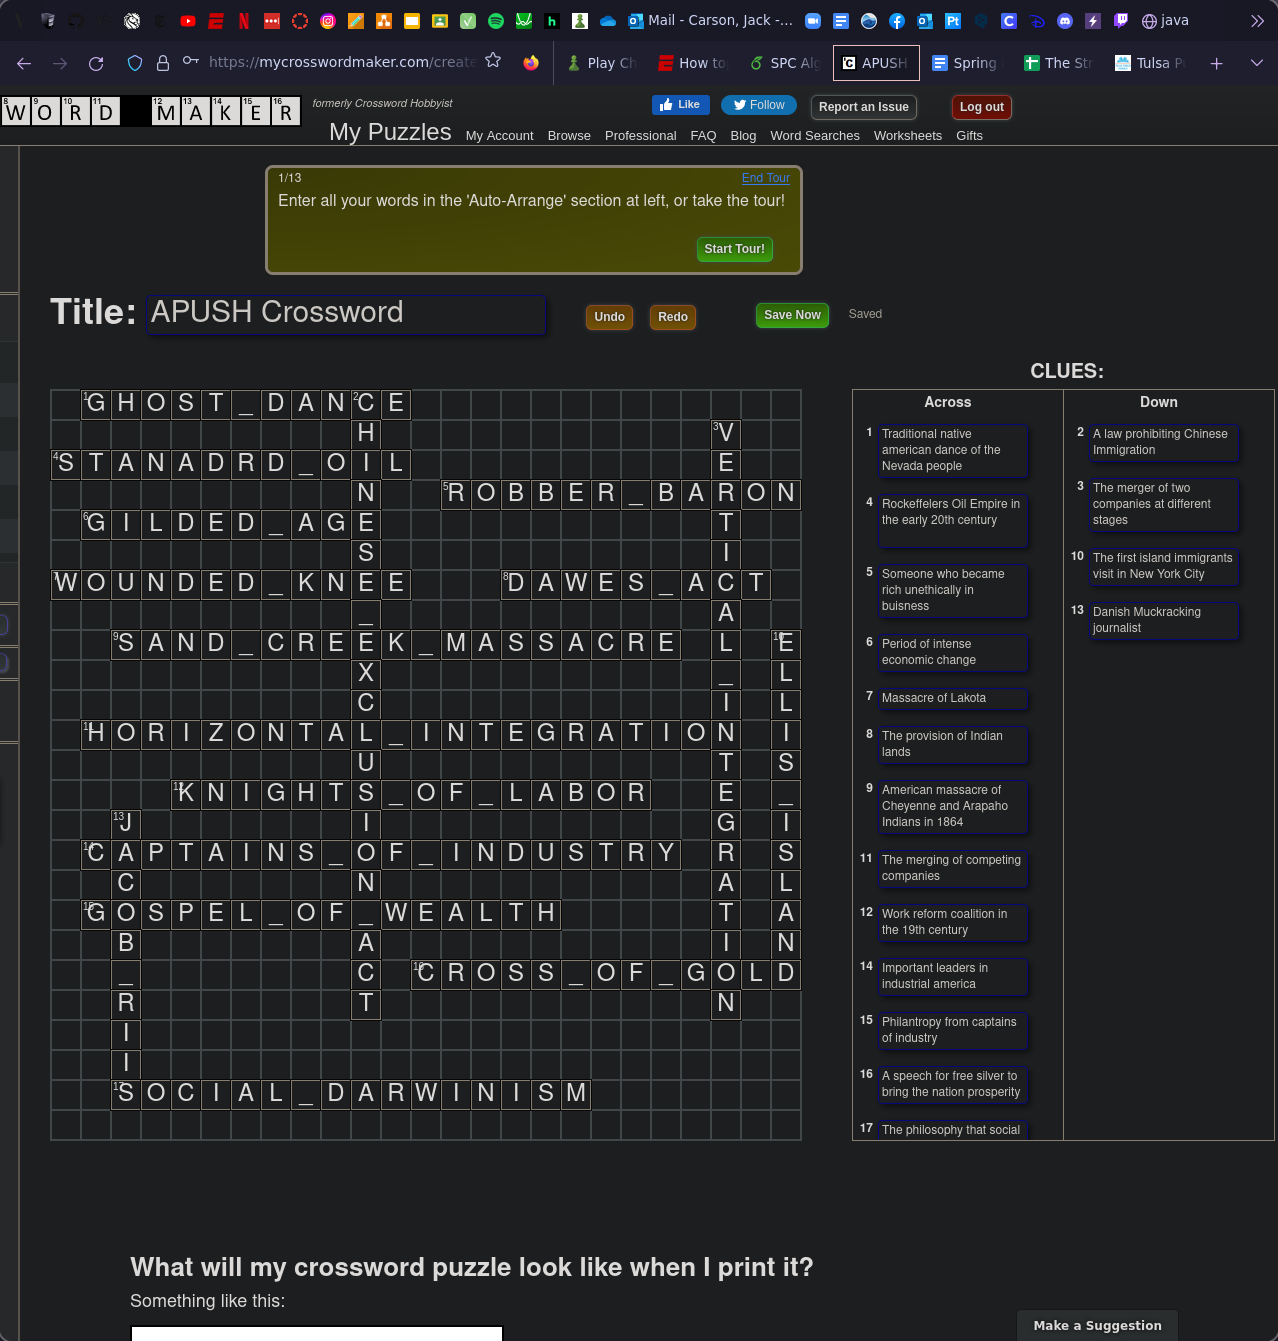 Mail - Carson, Jack -...
java
https://mycrosswordmaker.com/create
Play Ch
How to
SPC Alg
APUSH
Spring
The St
Tulsa P
WORD MAKER
formerly Crossword Hobbyist
Like
Follow
Report an Issue
Log out
My Puzzles My Account Browse Professional FAQ Blog Word Searches Worksheets Gifts
1/13
End Tour
Enter all your words in the 'Auto-Arrange' section at left, or take the tour!
Start Tour!
Title: APUSH Crossword
Undo
Redo
Save Now
Saved
1 GHOST_DANCE
2 CHINESE_EXCLUSION_ACT
3 VERTICAL_INTEGRATION
4 STANADRD_OIL
5 ROBBER_BARON
6 GILDED_AGE
7 WOUNDED_KNEE
8 DAWES_ACT
9 SAND_CREEK_MASSACRE
10 ELLIS_ISLAND
11 HORIZONTAL_INTEGRATION
12 KNIGHTS_OF_LABOR
13 JACOB_RIIS
14 CAPTAINS_OF_INDUSTRY
15 GOSPEL_OF_WEALTH
16 CROSS_OF_GOLD
17 SOCIAL_DARWINISM
CLUES:
Across
1 Traditional native
american dance of the
Nevada people
4 Rockefellers Oil Empire in
the early 20th century
5 Someone who became
rich unethically in
buisness
6 Period of intense
economic change
7 Massacre of Lakota
8 The provision of Indian
lands
9 American massacre of
Cheyenne and Arapaho
Indians in 1864
11 The merging of competing
companies
12 Work reform coalition in
the 19th century
14 Important leaders in
industrial america
15 Philantropy from captains
of industry
16 A speech for free silver to
bring the nation prosperity
17 The philosophy that social
Down
2 A law prohibiting Chinese
Immigration
3 The merger of two
companies at different
stages
10 The first island immigrants
visit in New York City
13 Danish Muckracking
journalist
What will my crossword puzzle look like when I print it?
Something like this:
Make a Suggestion